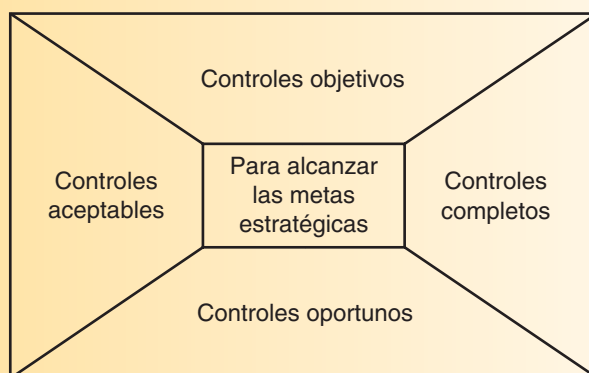 Controles objetivos
Controles
aceptables
Para alcanzar
las metas
estratégicas
Controles
completos
Controles oportunos